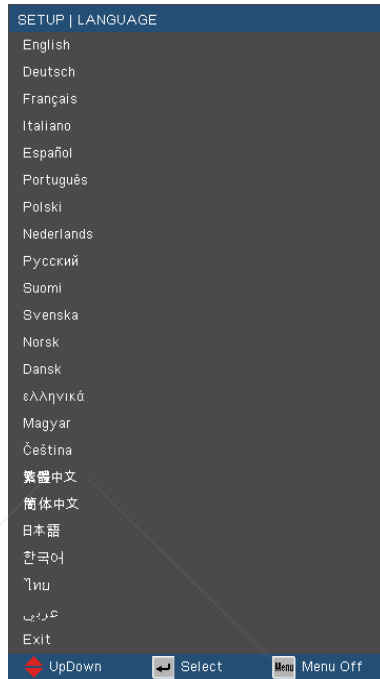 SETUP | LANGUAGE
English
Deutsch
Français
Italiano
Español
Português
Polski
Nederlands
Русский
Suomi
Svenska
Norsk
Dansk
ελληνικά
Magyar
Čeština
繁體中文
简体中文
日本語
한국어
ไทย
عربي
Exit
UpDown Select Menu Menu Off